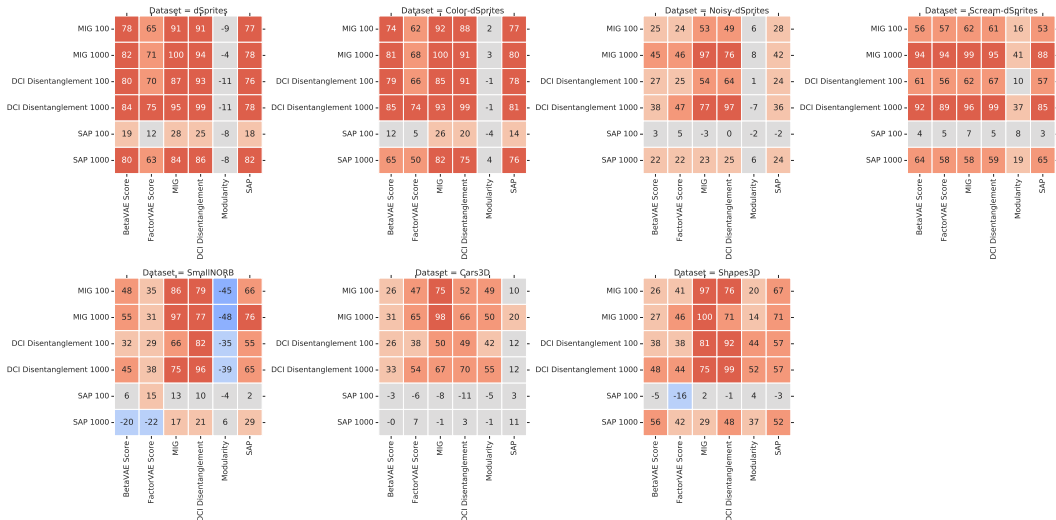 Dataset = dSprites
MIG 100 78 65 91 91 -9 77
MIG 1000 82 71 100 94 -4 78
DCI Disentanglement 100 80 70 87 93 -11 76
DCI Disentanglement 1000 84 75 95 99 -11 78
SAP 100 19 12 28 25 -8 18
SAP 1000 80 63 84 86 -8 82
BetaVAE Score
FactorVAE Score
MIG
DCI Disentanglement
Modularity
SAP
Dataset = Color-dSprites
MIG 100 74 62 92 88 2 77
MIG 1000 81 68 100 91 3 80
DCI Disentanglement 100 79 66 85 91 -1 78
DCI Disentanglement 1000 85 74 94 99 -1 81
SAP 100 12 5 26 20 -4 14
SAP 1000 65 50 82 75 4 76
BetaVAE Score
FactorVAE Score
MIG
DCI Disentanglement
Modularity
SAP
Dataset = Noisy-dSprites
MIG 100 25 24 53 49 6 28
MIG 1000 45 46 97 76 8 42
DCI Disentanglement 100 27 25 54 64 1 24
DCI Disentanglement 1000 38 47 77 97 -7 36
SAP 100 3 5 -3 0 -2 -2
SAP 1000 22 22 23 25 6 24
BetaVAE Score
FactorVAE Score
MIG
DCI Disentanglement
Modularity
SAP
Dataset = Scream-dSprites
MIG 100 56 57 62 61 16 53
MIG 1000 94 94 99 95 41 88
DCI Disentanglement 100 61 56 62 67 10 57
DCI Disentanglement 1000 92 89 96 99 37 85
SAP 100 4 5 7 5 8 3
SAP 1000 64 58 58 59 19 65
BetaVAE Score
FactorVAE Score
MIG
DCI Disentanglement
Modularity
SAP
Dataset = SmallNORB
MIG 100 48 35 86 79 -45 66
MIG 1000 55 31 97 77 -48 76
DCI Disentanglement 100 32 29 66 82 -35 55
DCI Disentanglement 1000 45 38 75 96 -39 65
SAP 100 6 15 13 10 -4 2
SAP 1000 -20 -22 17 21 6 29
BetaVAE Score
FactorVAE Score
MIG
DCI Disentanglement
Modularity
SAP
Dataset = Cars3D
MIG 100 26 47 75 52 49 10
MIG 1000 31 65 98 66 50 20
DCI Disentanglement 100 26 38 50 49 42 12
DCI Disentanglement 1000 33 54 67 70 55 12
SAP 100 -3 -6 -8 -11 -5 3
SAP 1000 -0 7 -1 3 -1 11
BetaVAE Score
FactorVAE Score
MIG
DCI Disentanglement
Modularity
SAP
Dataset = Shapes3D
MIG 100 26 41 97 76 20 67
MIG 1000 27 46 100 71 14 71
DCI Disentanglement 100 38 38 81 92 44 57
DCI Disentanglement 1000 48 44 75 99 52 57
SAP 100 -5 -16 2 -1 4 -3
SAP 1000 56 42 29 48 37 52
BetaVAE Score
FactorVAE Score
MIG
DCI Disentanglement
Modularity
SAP